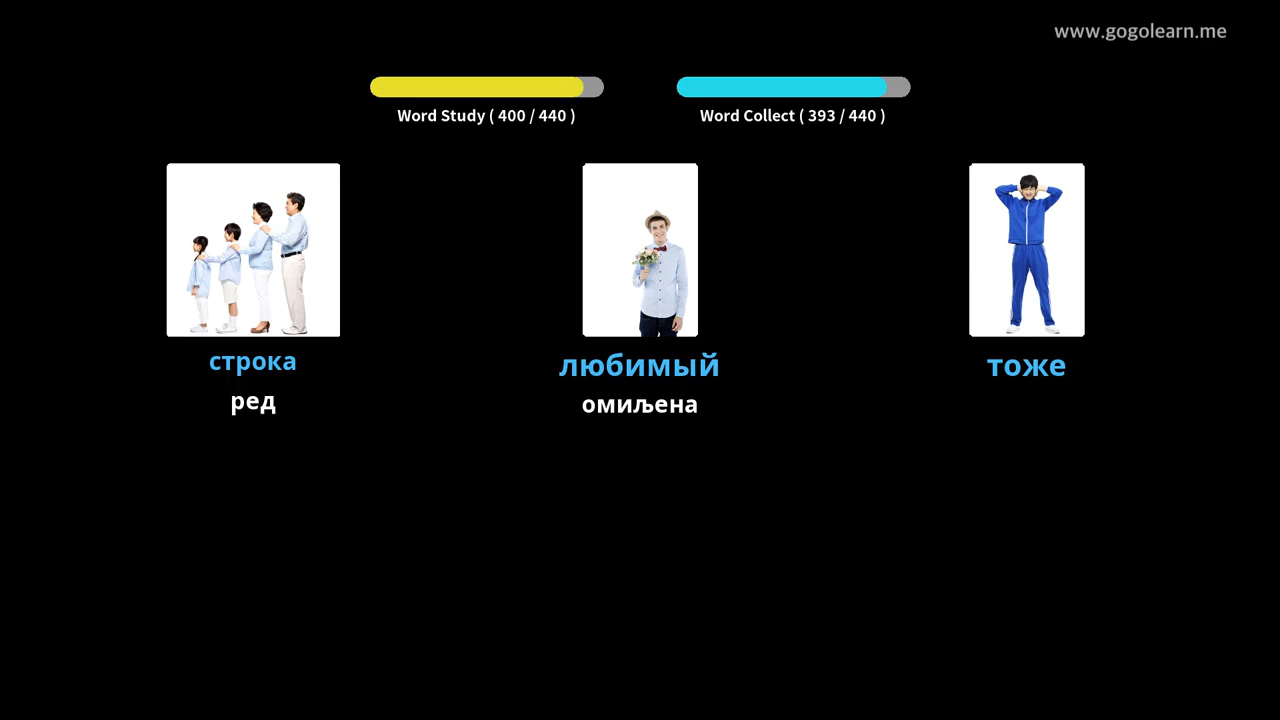 www.gogolearn.me
Word Study ( 400 / 440 )
Word Collect ( 393 / 440 )
строка
ред
любимый
омиљена
тоже